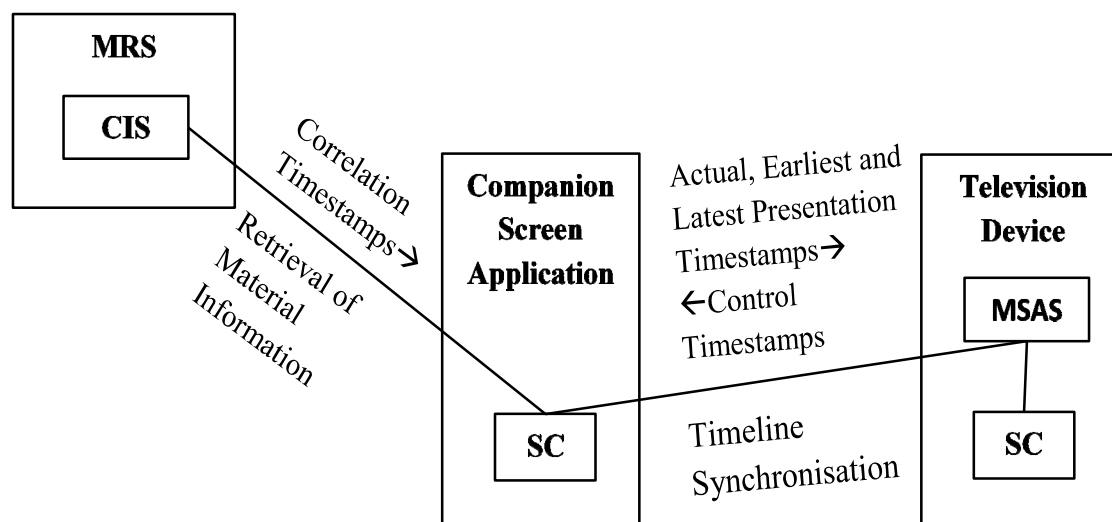 MRS
CIS
Correlation
Timestamps→
Retrieval of
Material
Information
Companion
Screen
Application
SC
Actual, Earliest and
Latest Presentation
Timestamps→
←Control
Timestamps
Timeline
Synchronisation
Television
Device
MSAS
SC